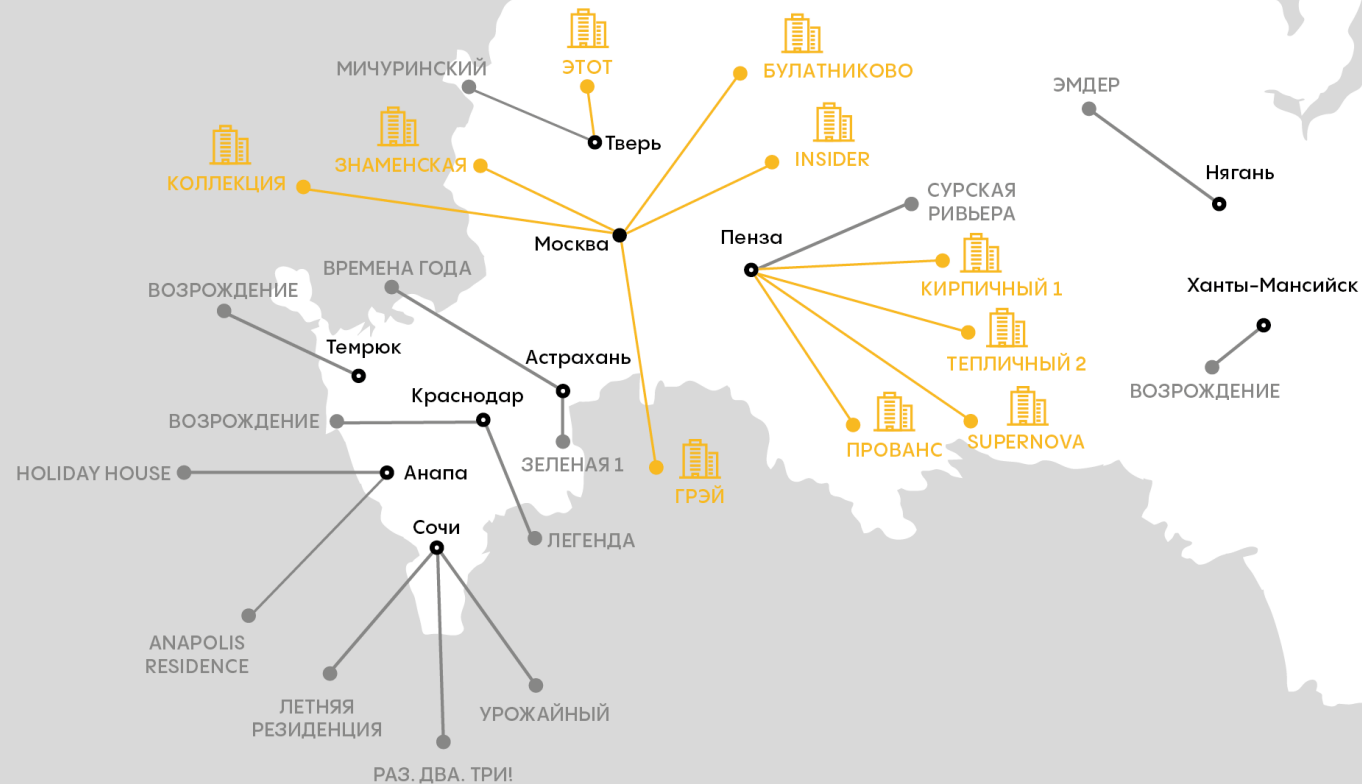 ЭТОТ
БУЛАТНИКОВО
МИЧУРИНСКИЙ
ЭМДЕР
Тверь
INSIDER
ЗНАМЕНСКАЯ
КОЛЛЕКЦИЯ
Нягань
СУРСКАЯ
РИВЬЕРА
Москва
Пенза
ВРЕМЕНА ГОДА
ВОЗРОЖДЕНИЕ
КИРПИЧНЫЙ 1
Ханты-Мансийск
Темрюк
Астрахань
ТЕПЛИЧНЫЙ 2
ВОЗРОЖДЕНИЕ
Краснодар
ВОЗРОЖДЕНИЕ
ПРОВАНС
SUPERNOVA
HOLIDAY HOUSE
Анапа
ЗЕЛЕНАЯ 1
ГРЭЙ
Сочи
ЛЕГЕНДА
ANAPOLIS
RESIDENCE
ЛЕТНЯЯ
РЕЗИДЕНЦИЯ
УРОЖАЙНЫЙ
РАЗ. ДВА. ТРИ!